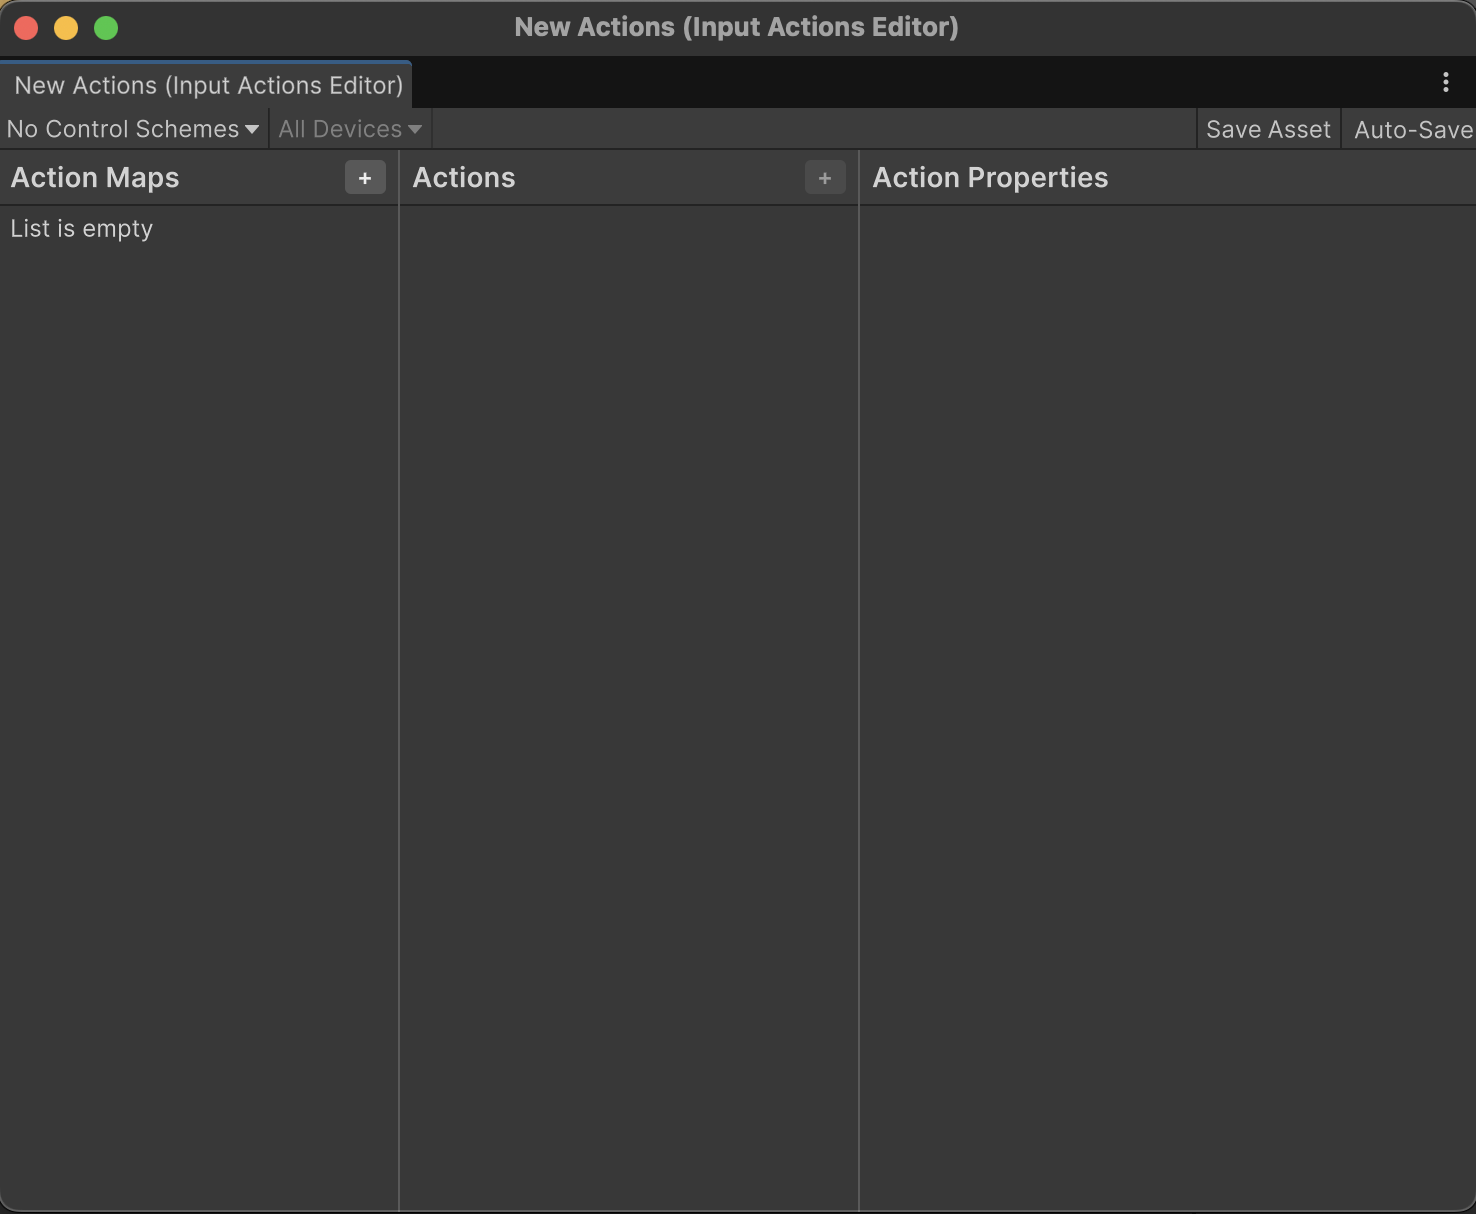 New Actions (Input Actions Editor)
New Actions (Input Actions Editor)
No Control Schemes All Devices Save Asset Auto-Save
Action Maps + Actions + Action Properties
List is empty